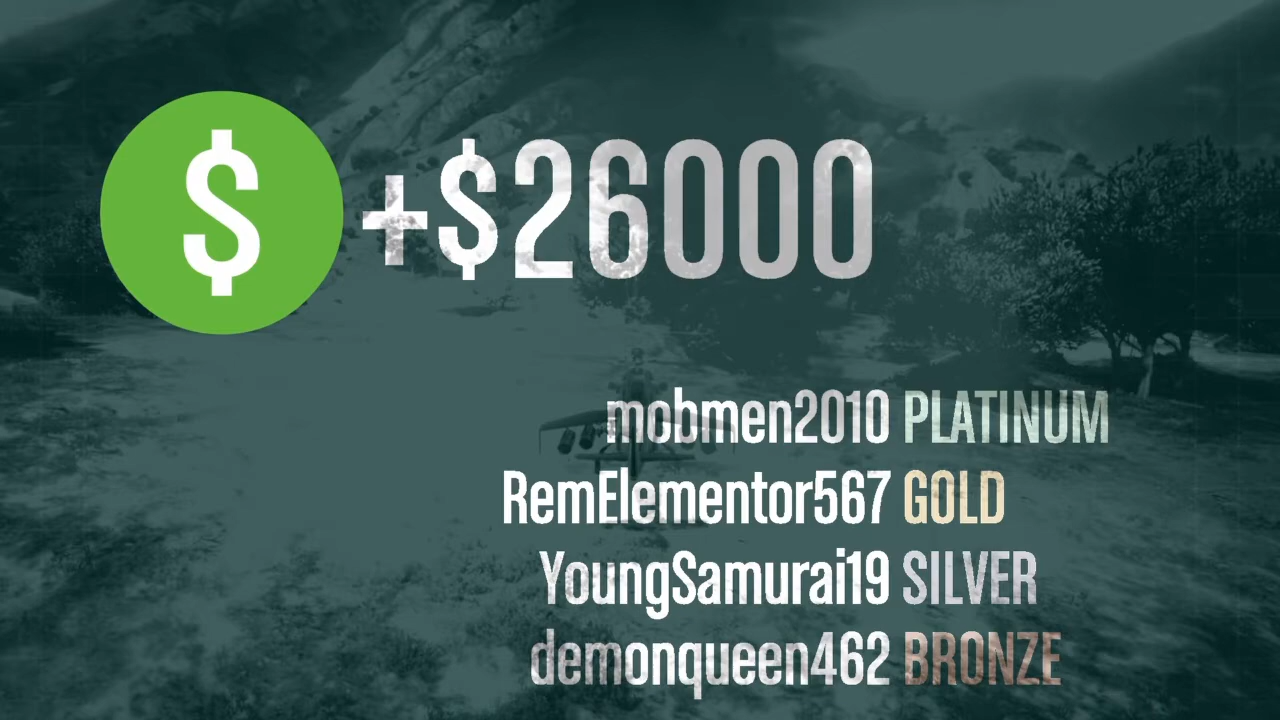 $ +$26000
mobmen2010 PLATINUM
RemElementor567 GOLD
YoungSamurai19 SILVER
demonqueen462 BRONZE